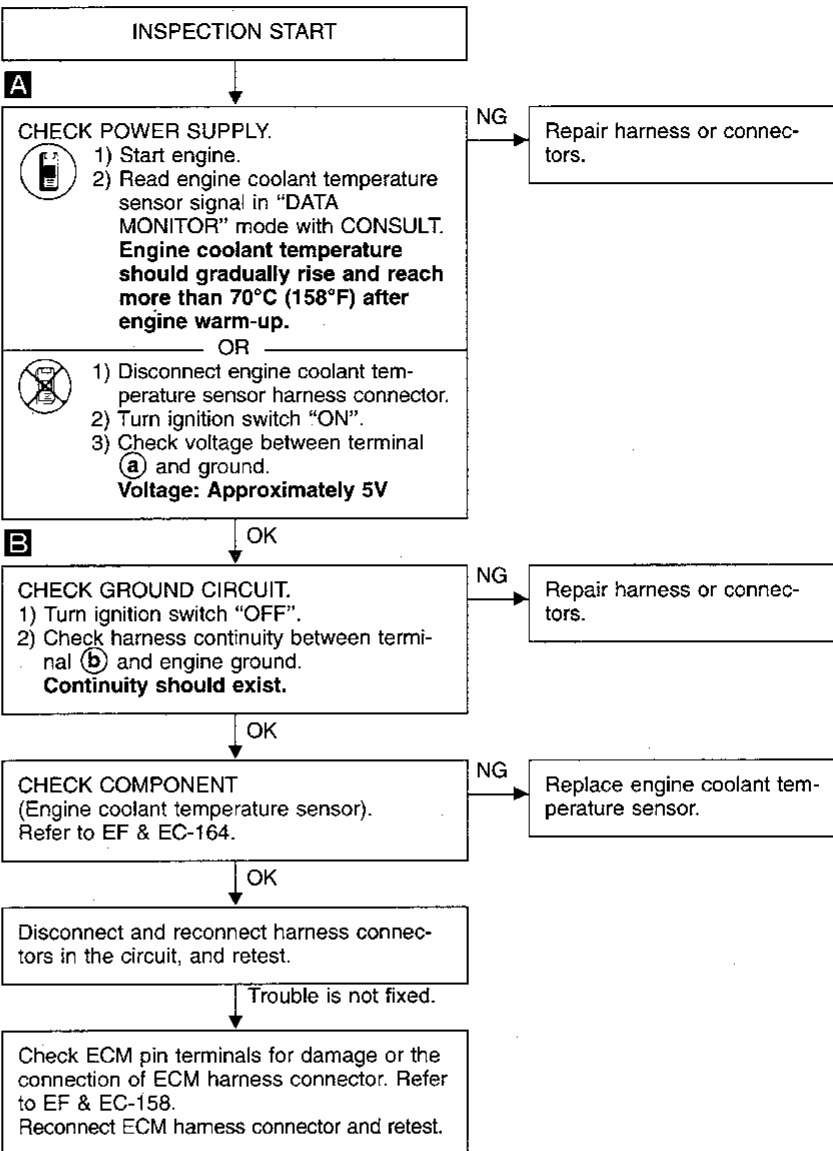 INSPECTION START
A
CHECK POWER SUPPLY.
1) Start engine.
2) Read engine coolant temperature
sensor signal in “DATA
MONITOR” mode with CONSULT.
Engine coolant temperature
should gradually rise and reach
more than 70°C (158°F) after
engine warm-up.
OR
1) Disconnect engine coolant tem-
perature sensor harness connector.
2) Turn ignition switch “ON”.
3) Check voltage between terminal
ⓐ and ground.
Voltage: Approximately 5V
NG
Repair harness or connec-
tors.
OK
B
CHECK GROUND CIRCUIT.
1) Turn ignition switch “OFF”.
2) Check harness continuity between termi-
nal ⓑ and engine ground.
Continuity should exist.
NG
Repair harness or connec-
tors.
OK
CHECK COMPONENT
(Engine coolant temperature sensor).
Refer to EF & EC-164.
NG
Replace engine coolant tem-
perature sensor.
OK
Disconnect and reconnect harness connec-
tors in the circuit, and retest.
Trouble is not fixed.
Check ECM pin terminals for damage or the
connection of ECM harness connector. Refer
to EF & EC-158.
Reconnect ECM harness connector and retest.